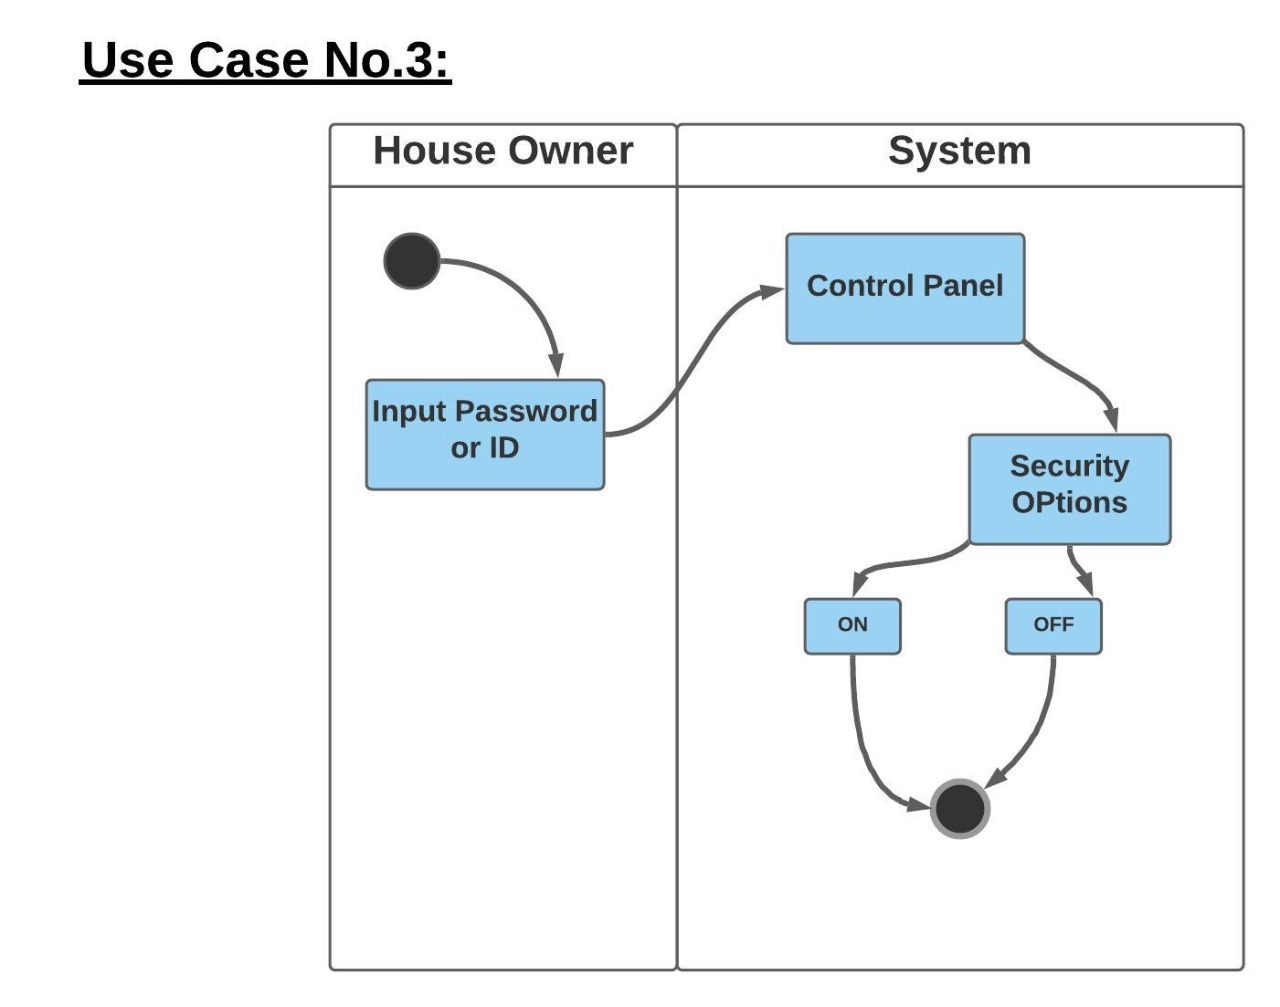 Use Case No.3:
House Owner
System
Control Panel
Input Password
or ID
Security
OPtions
ON
OFF